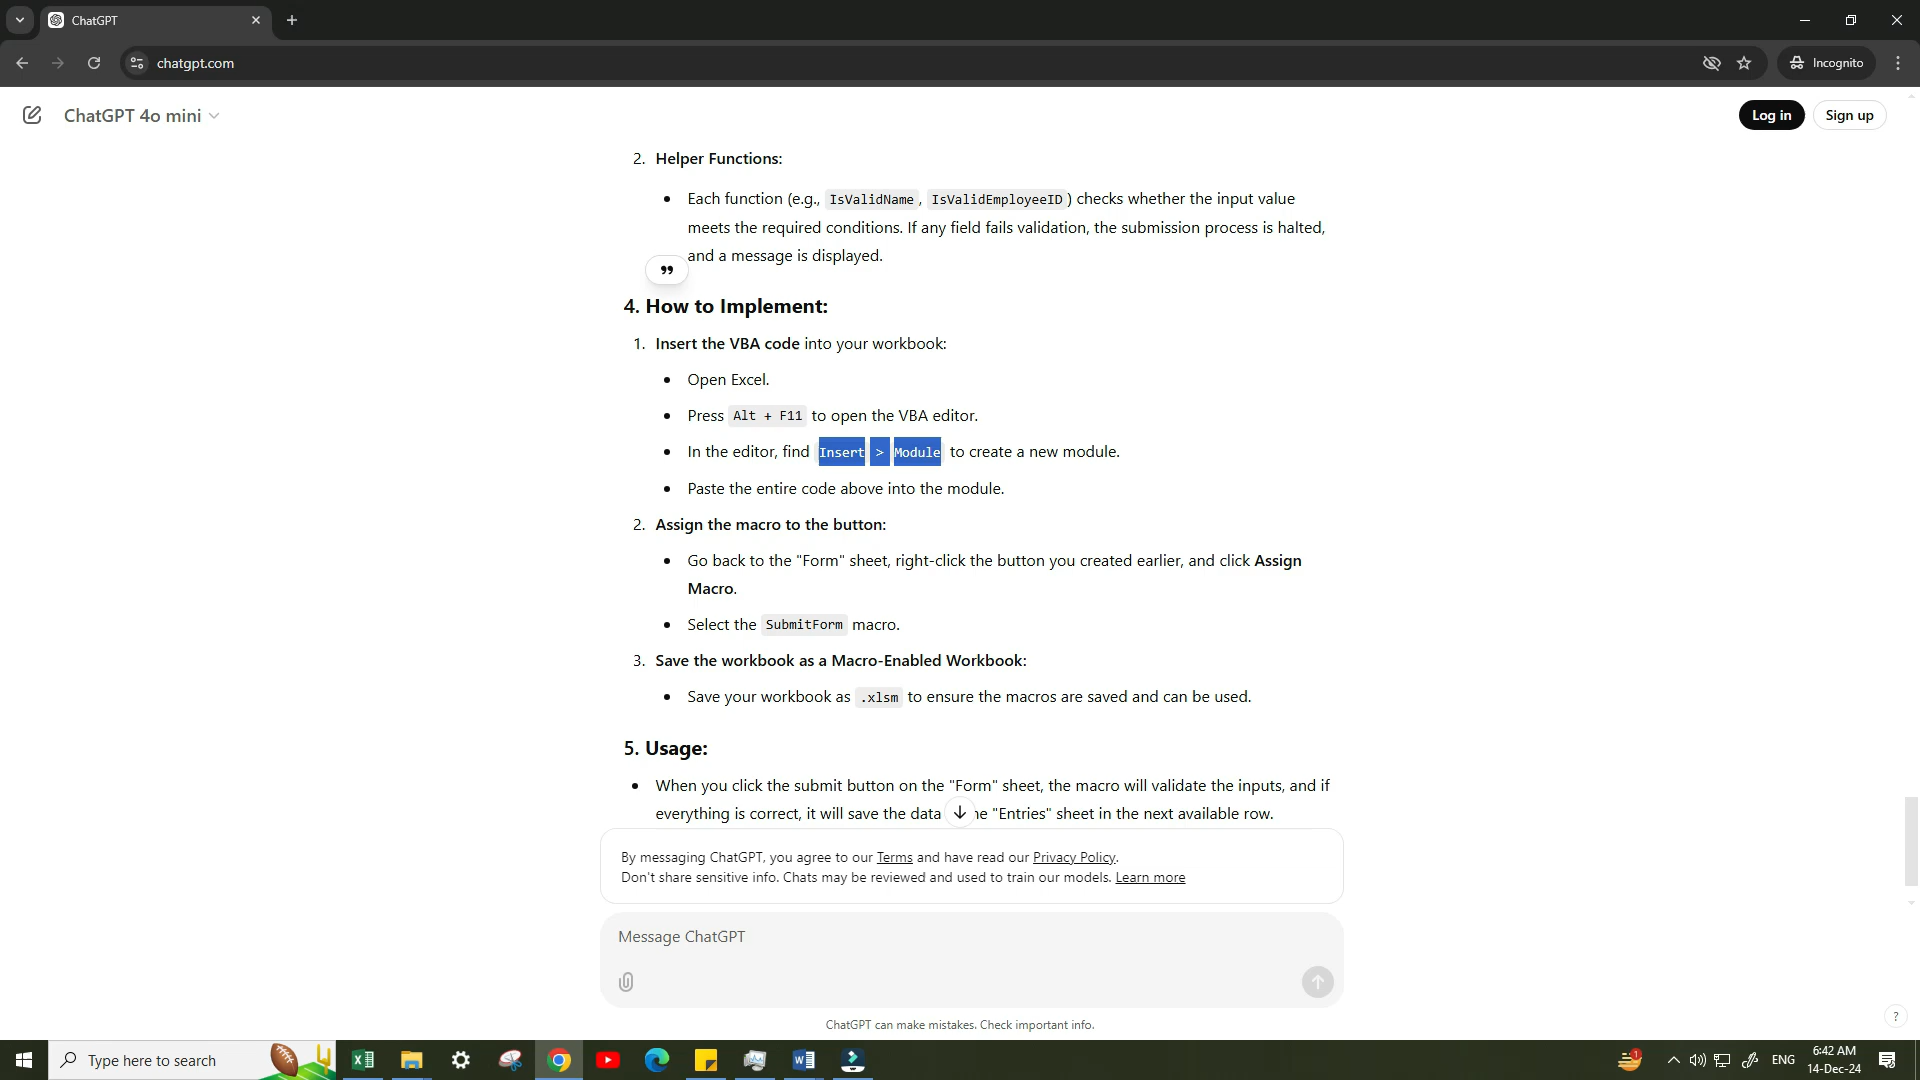 ChatGPT
chatgpt.com
Incognito
ChatGPT 4o mini
Log in
Sign up
2. Helper Functions:
Each function (e.g., IsValidName, IsValidEmployeeID) checks whether the input value
meets the required conditions. If any field fails validation, the submission process is halted,
and a message is displayed.
4. How to Implement:
1. Insert the VBA code into your workbook:
Open Excel.
Press Alt + F11 to open the VBA editor.
In the editor, find Insert > Module to create a new module.
Paste the entire code above into the module.
2. Assign the macro to the button:
Go back to the "Form" sheet, right-click the button you created earlier, and click Assign
Macro.
Select the SubmitForm macro.
3. Save the workbook as a Macro-Enabled Workbook:
Save your workbook as .xlsm to ensure the macros are saved and can be used.
5. Usage:
When you click the submit button on the "Form" sheet, the macro will validate the inputs, and if
everything is correct, it will save the data "Entries" sheet in the next available row.
By messaging ChatGPT, you agree to our Terms and have read our Privacy Policy.
Don't share sensitive info. Chats may be reviewed and used to train our models. Learn more
Message ChatGPT
ChatGPT can make mistakes. Check important info.
?
Type here to search
1
ENG
6:42 AM
14-Dec-24